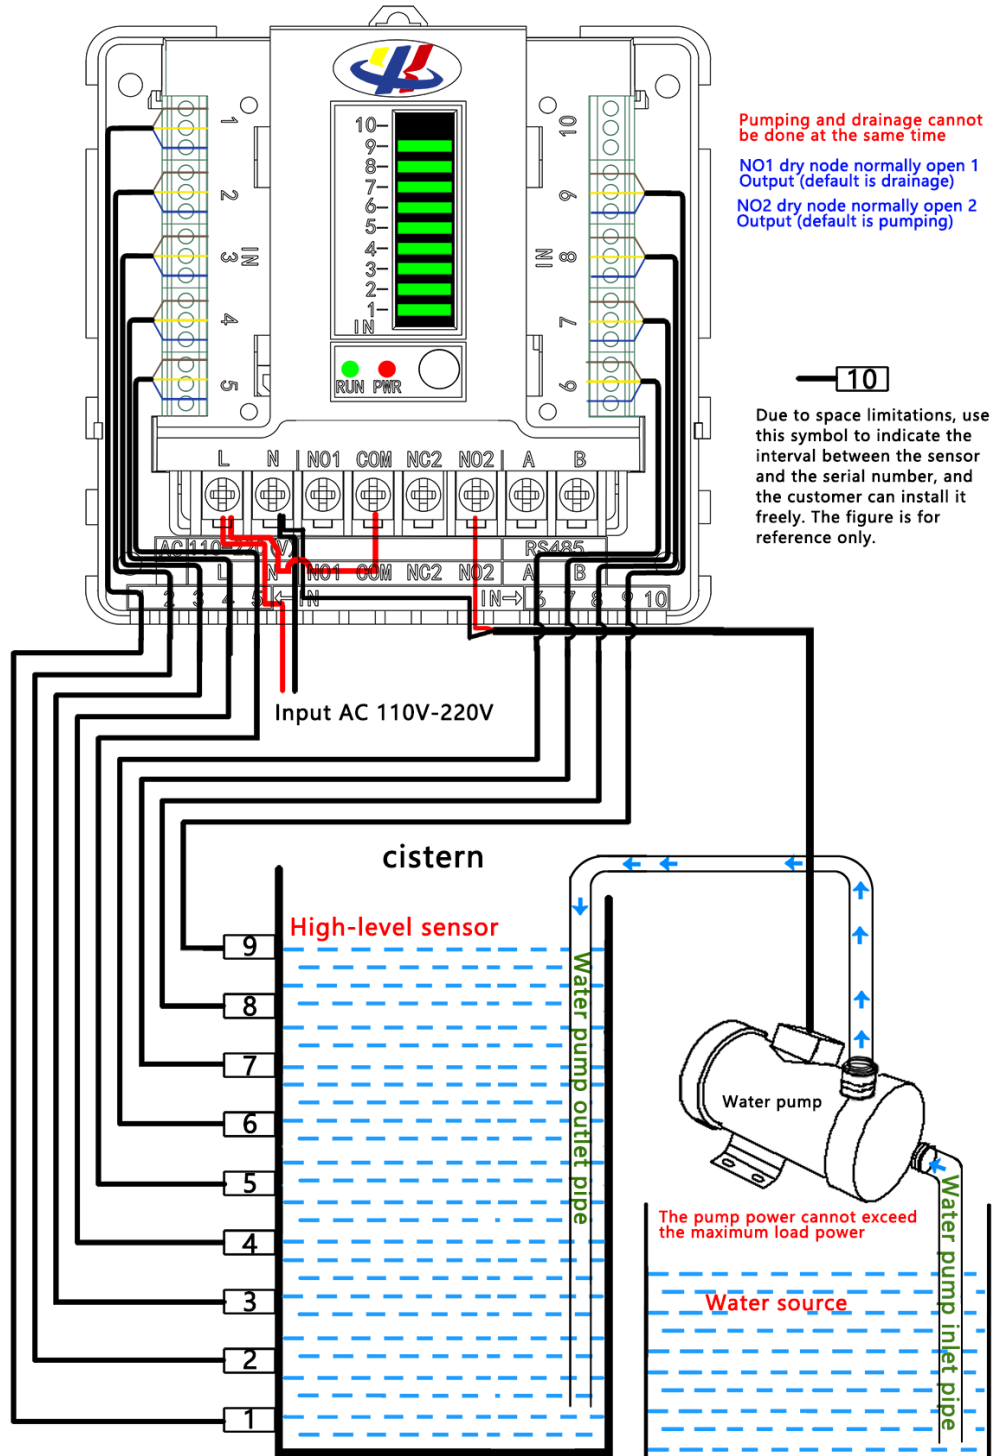 Pumping and drainage cannot
be done at the same time
NO1 dry node normally open 1
Output (default is drainage)
NO2 dry node normally open 2
Output (default is pumping)
1
2
3
4
5
IN
10
9
8
7
6
IN
10-
9-
8-
7-
6-
5-
4-
3-
2-
1-
IN
RUN PWR
10
Due to space limitations, use
this symbol to indicate the
interval between the sensor
and the serial number, and
the customer can install it
freely. The figure is for
reference only.
L N NO1 COM NC2 NO2 A B
AC 110-220(V) RS485
L N NO1 COM NC2 NO2 A B
1 2 3 4 5 ←IN IN→ 6 7 8 9 10
Input AC 110V-220V
cistern
High-level sensor
9
8
7
6
5
4
3
2
1
Water pump outlet pipe
Water pump
The pump power cannot exceed
the maximum load power
Water source
Water pump inlet pipe